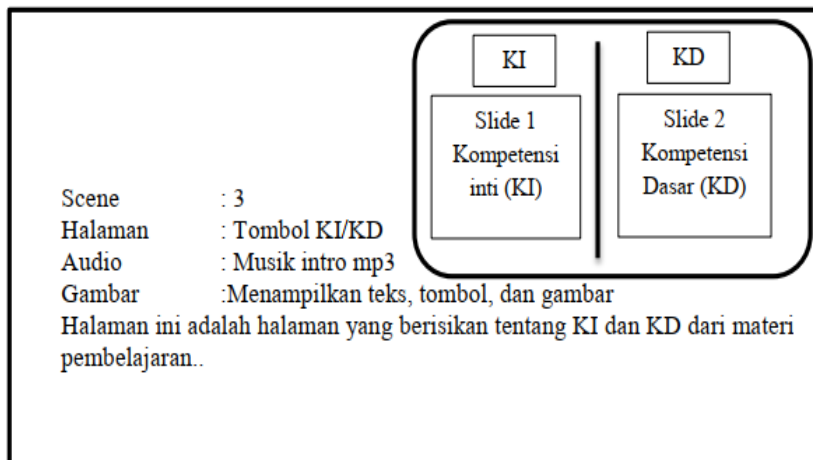 KI
KD
Slide 1
Kompetensi
inti (KI)
Slide 2
Kompetensi
Dasar (KD)
Scene : 3
Halaman : Tombol KI/KD
Audio : Musik intro mp3
Gambar :Menampilkan teks, tombol, dan gambar
Halaman ini adalah halaman yang berisikan tentang KI dan KD dari materi
pembelajaran..